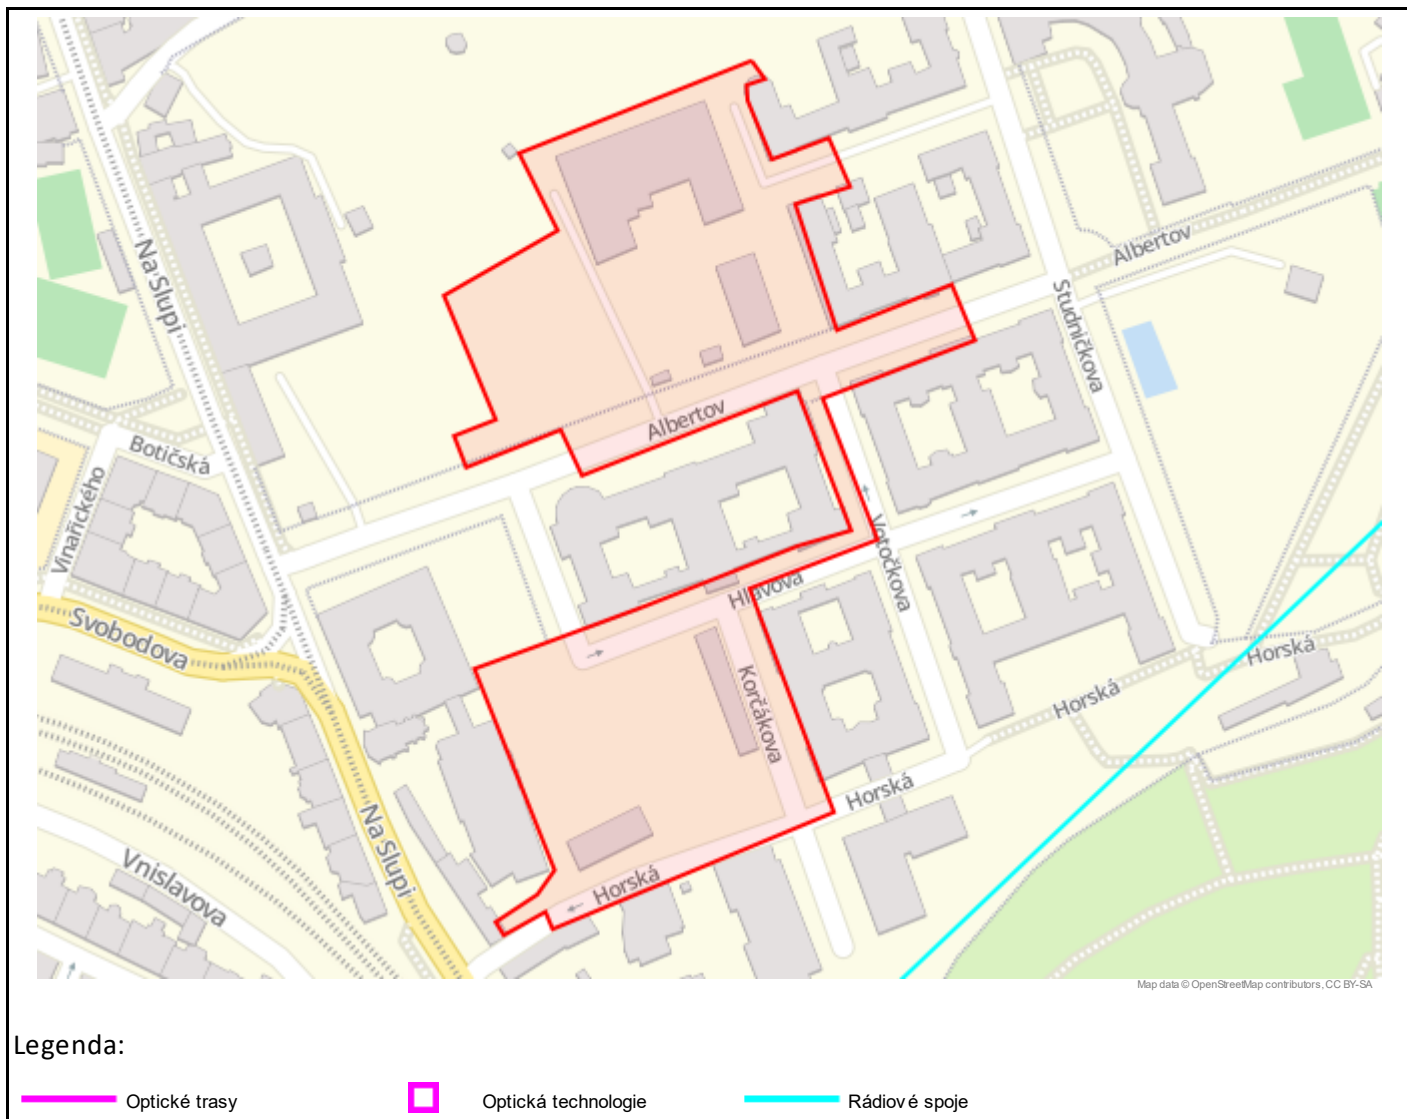 Na Slupi
Albertov
Studničkova
Albertov
Botičská
Vinařického
Votočkova
Hlavova
Svobodova
Horská
Korčákova
Horská
Horská
Na Slupi
Vnislavova
Horská
Map data © OpenStreetMap contributors, CC BY-SA
Legenda:
Optické trasy
Optická technologie
Rádiové spoje